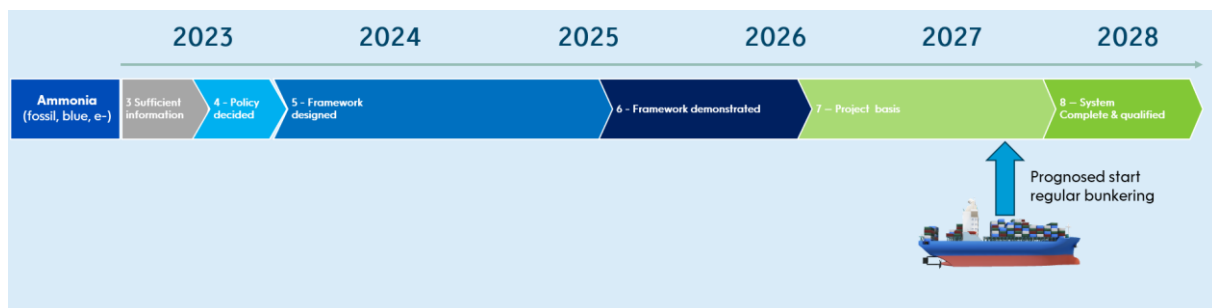 2023 2024 2025 2026 2027 2028
Ammonia
(fossil, blue, e-)
3 Sufficient
information
4 - Policy
decided
5 - Framework
designed
6 - Framework demonstrated
7 – Project basis
8 – System
Complete & qualified
Prognosed start
regular bunkering